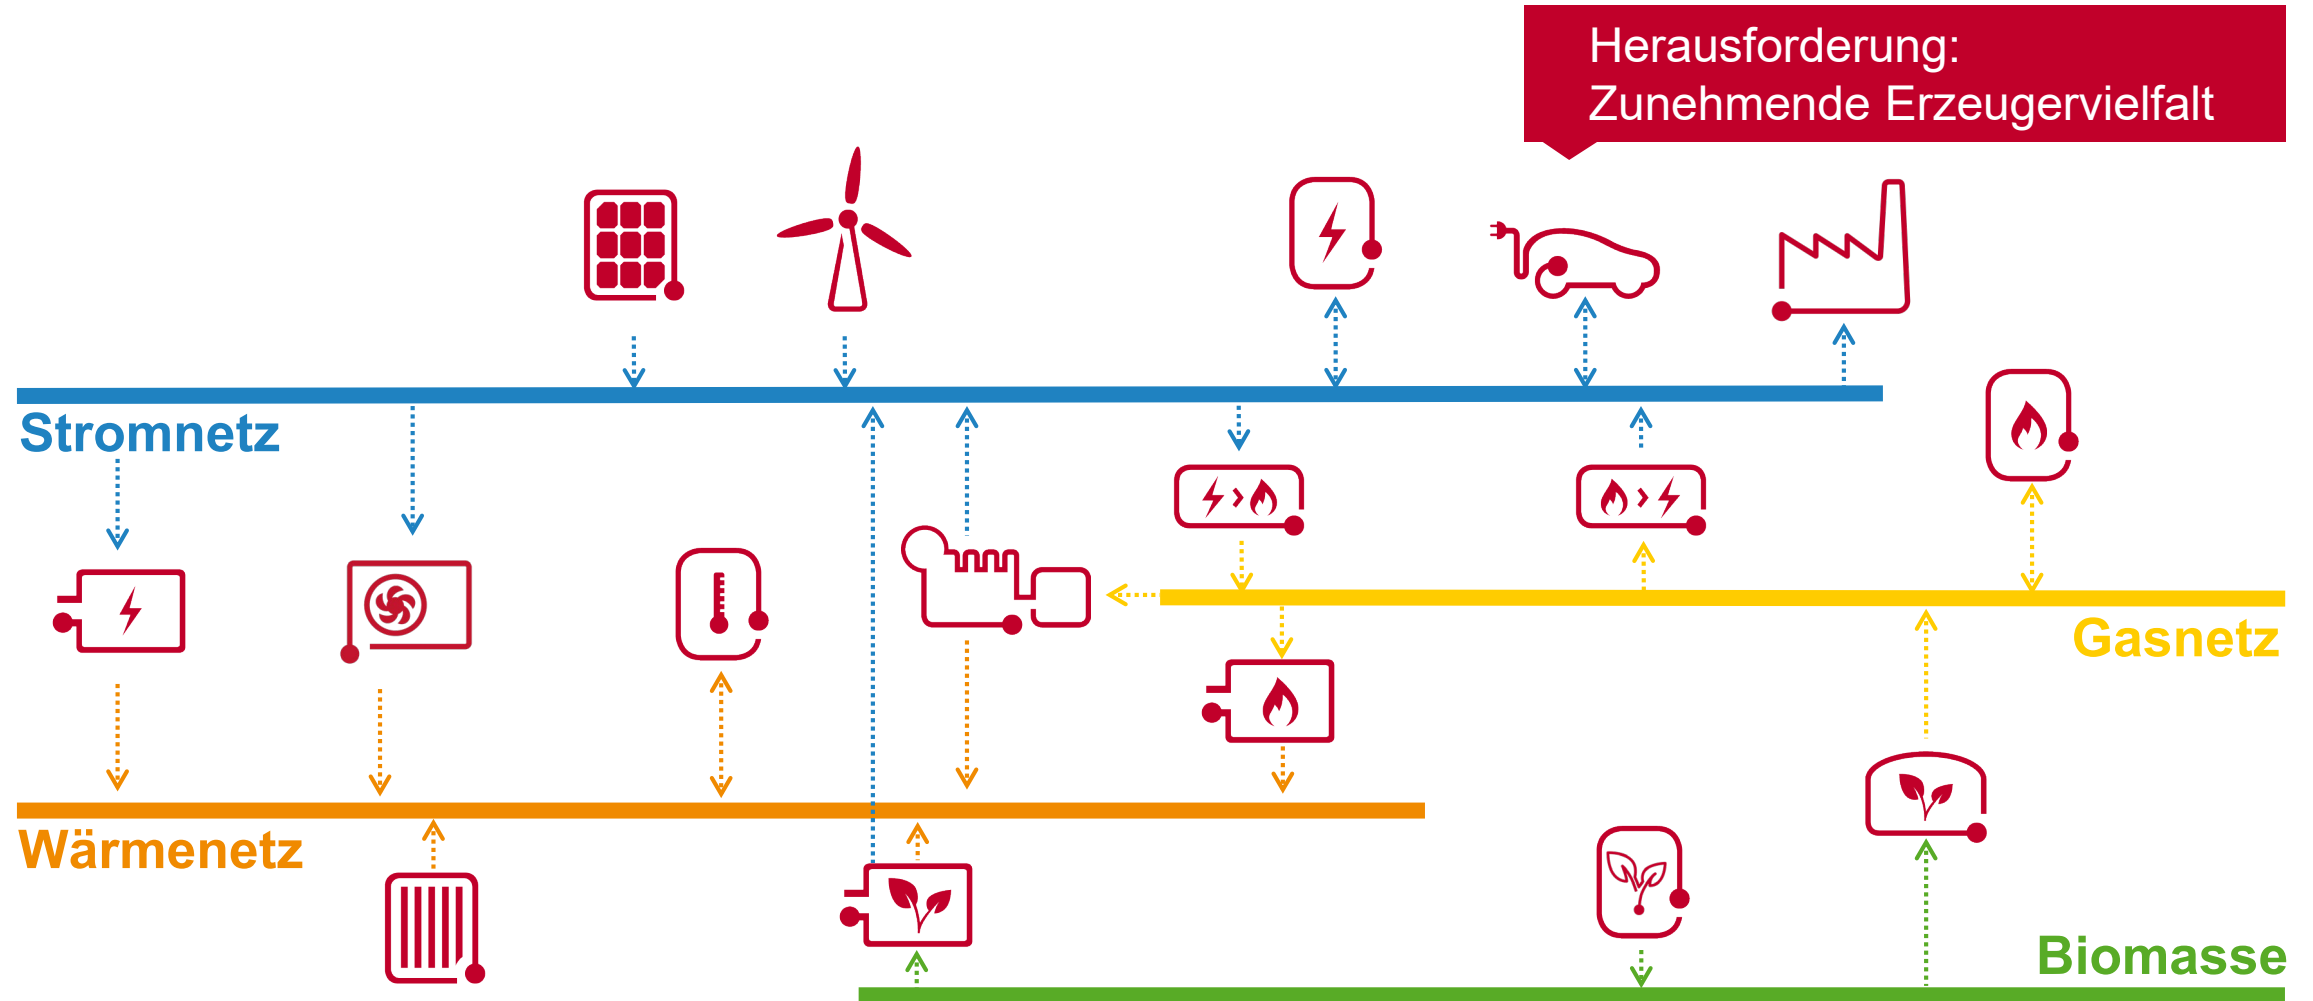 Herausforderung:
Zunehmende Erzeugervielfalt
Stromnetz
Gasnetz
Wärmenetz
Biomasse